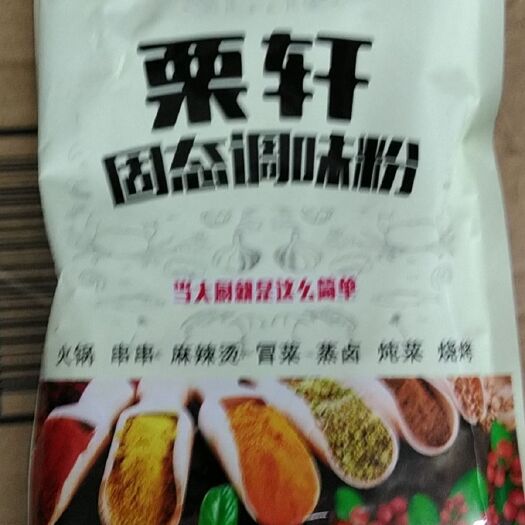 栗轩
固态调味粉
当大厨就是这么简单
火锅 串串 麻辣烫 冒菜 蒸卤 炖菜 烧烤